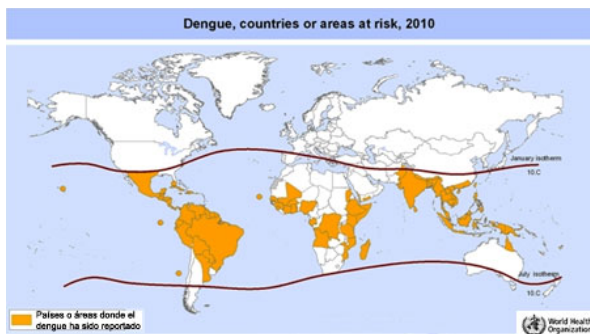 Dengue, countries or areas at risk, 2010
January isotherm
10.C
July isotherm
10.C
Países o áreas donde el
dengue ha sido reportado
World Health
Organization